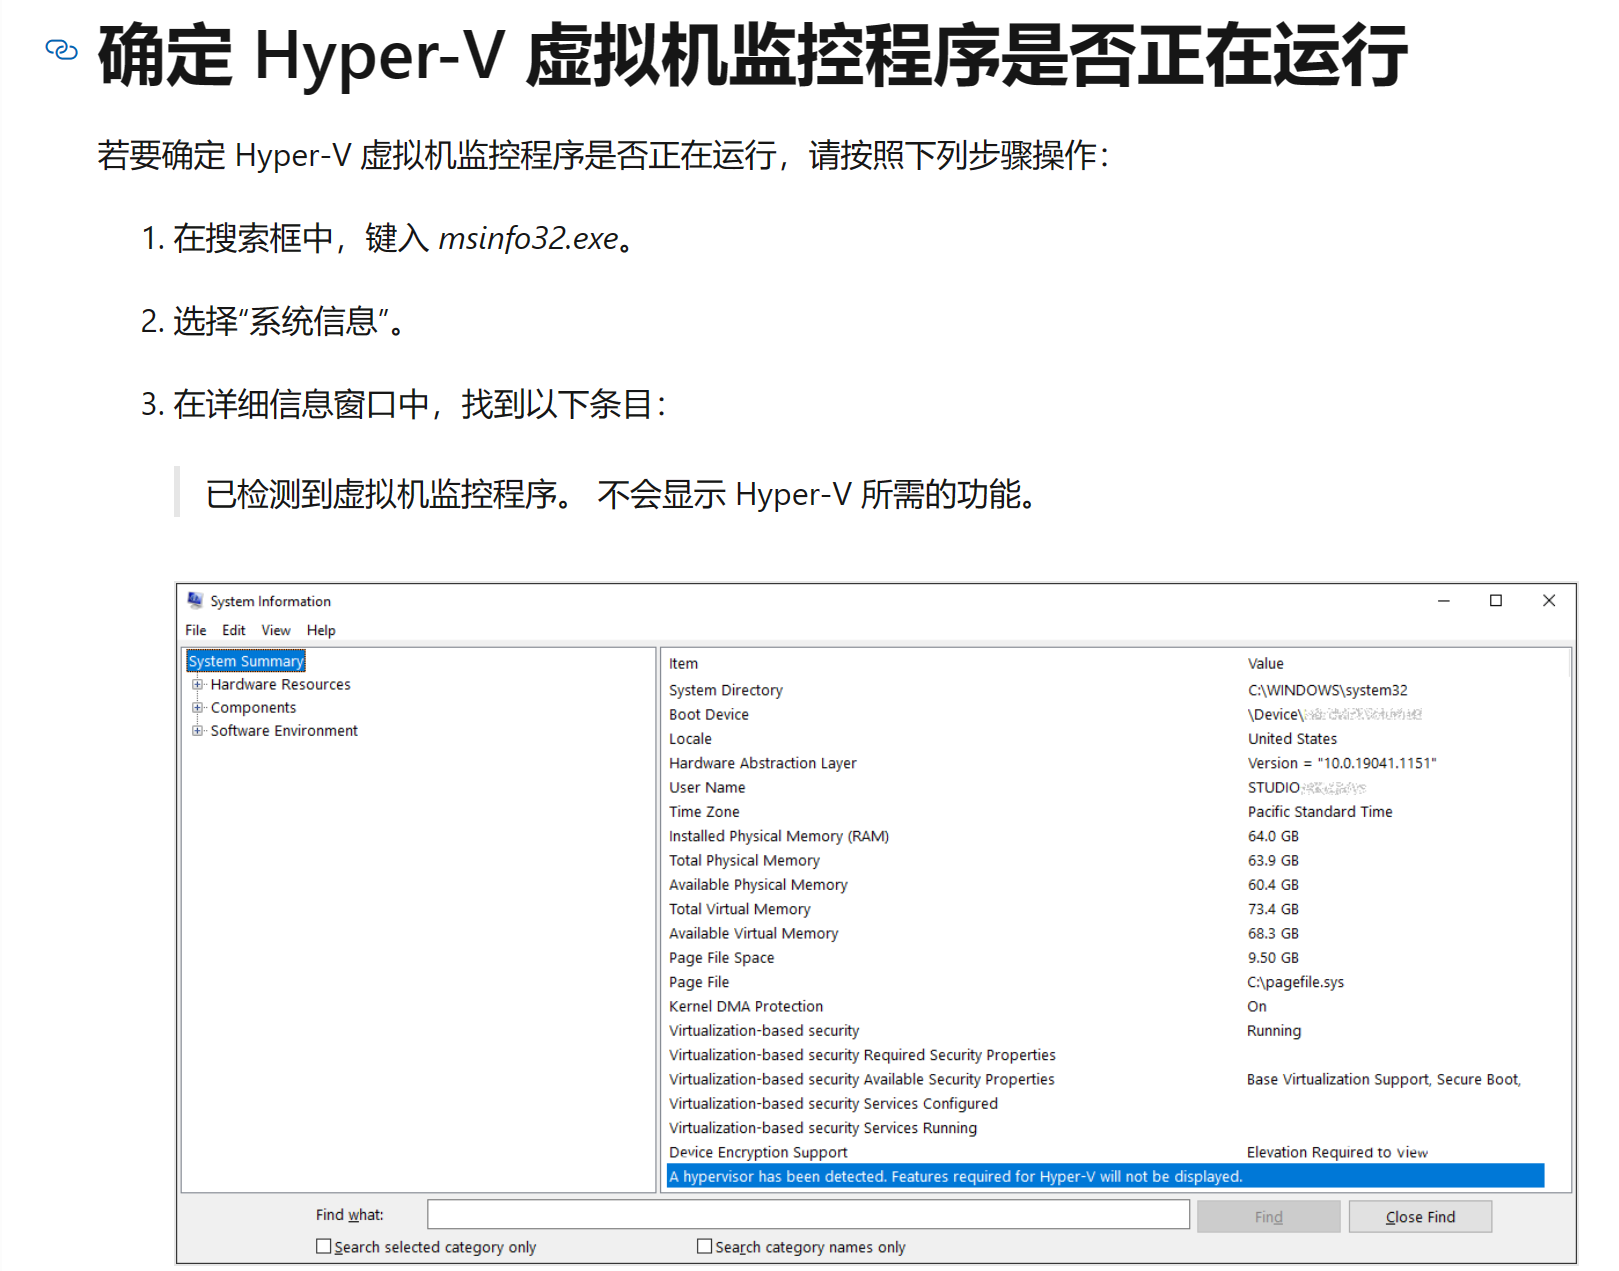 确定 Hyper-V 虚拟机监控程序是否正在运行
若要确定 Hyper-V 虚拟机监控程序是否正在运行，请按照下列步骤操作：
1. 在搜索框中，键入 msinfo32.exe。
2. 选择“系统信息”。
3. 在详细信息窗口中，找到以下条目：
已检测到虚拟机监控程序。 不会显示 Hyper-V 所需的功能。
System Information
File Edit View Help
System Summary
Hardware Resources
Components
Software Environment
Item Value
System Directory C:\WINDOWS\system32
Boot Device \Device\
Locale United States
Hardware Abstraction Layer Version = "10.0.19041.1151"
User Name STUDIO
Time Zone Pacific Standard Time
Installed Physical Memory (RAM) 64.0 GB
Total Physical Memory 63.9 GB
Available Physical Memory 60.4 GB
Total Virtual Memory 73.4 GB
Available Virtual Memory 68.3 GB
Page File Space 9.50 GB
Page File C:\pagefile.sys
Kernel DMA Protection On
Virtualization-based security Running
Virtualization-based security Required Security Properties
Virtualization-based security Available Security Properties Base Virtualization Support, Secure Boot,
Virtualization-based security Services Configured
Virtualization-based security Services Running
Device Encryption Support Elevation Required to View
A hypervisor has been detected. Features required for Hyper-V will not be displayed.
Find what: Find Close Find
Search selected category only Search category names only